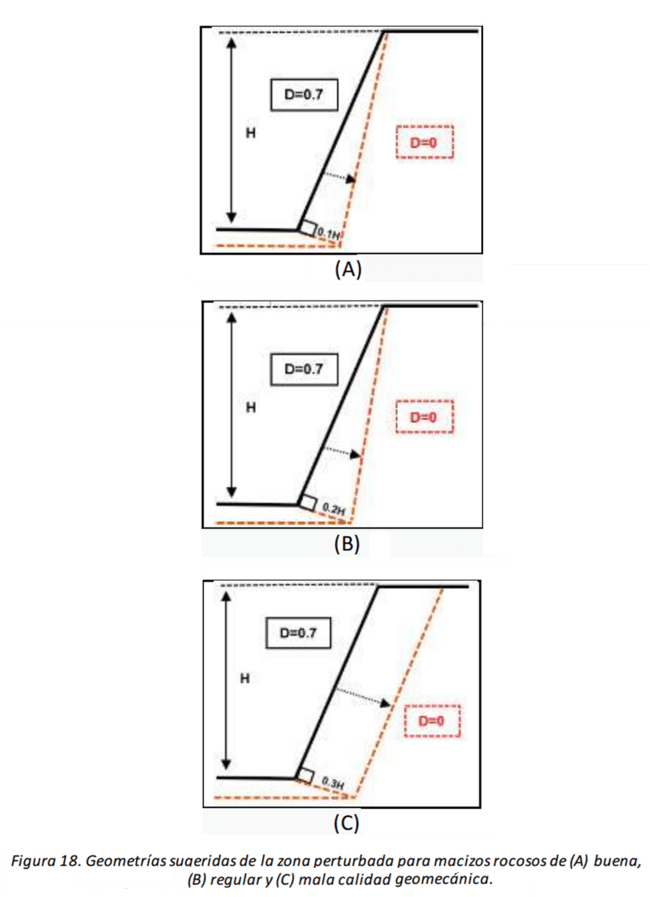 D=0.7
H
D=0
0.1H
(A)
D=0.7
H
D=0
0.2H
(B)
D=0.7
H
D=0
0.3H
(C)
Figura 18. Geometrías sugeridas de la zona perturbada para macizos rocosos de (A) buena,
(B) regular y (C) mala calidad geomecánica.